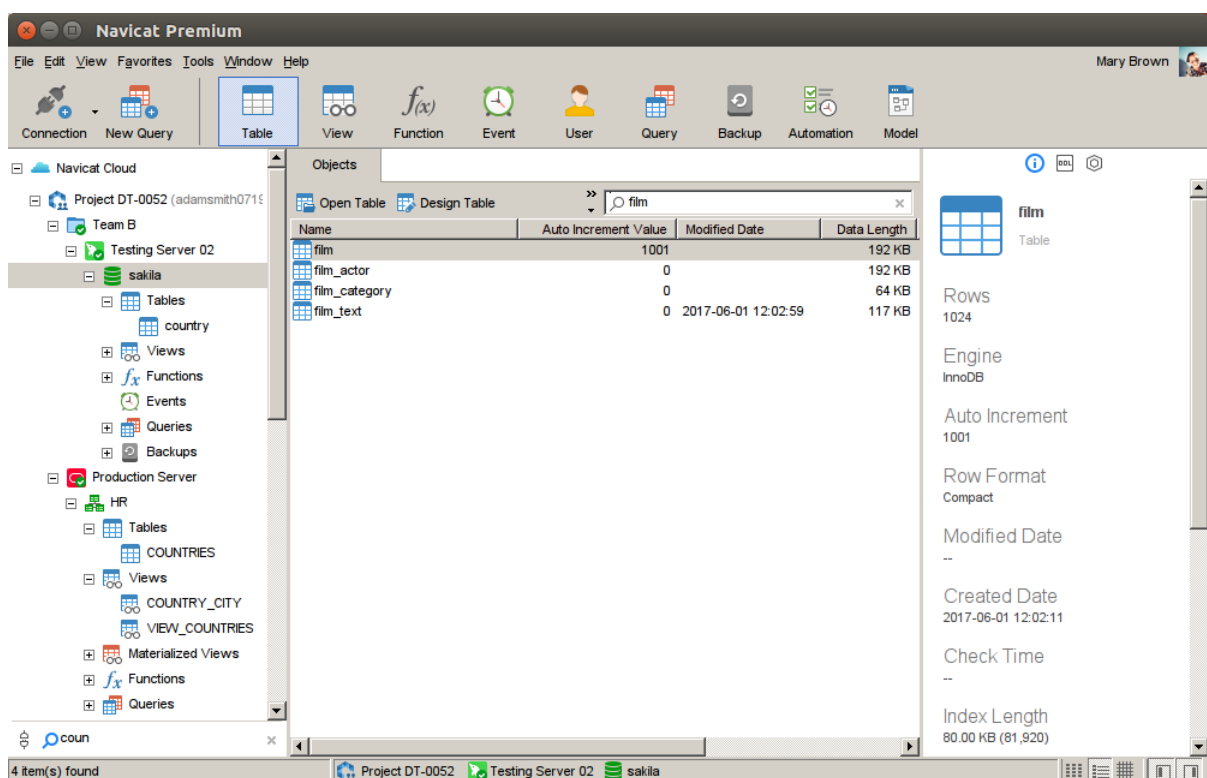 Navicat Premium
File Edit View Favorites Tools Window Help
Mary Brown
Connection New Query Table View Function Event User Query Backup Automation Model
Navicat Cloud
Project DT-0052 (adamsmith0719
Team B
Testing Server 02
sakila
Tables
country
Views
Functions
Events
Queries
Backups
Production Server
HR
Tables
COUNTRIES
Views
COUNTRY_CITY
VIEW_COUNTRIES
Materialized Views
Functions
Queries
coun
4 item(s) found
Objects
Open Table Design Table film
Name Auto Increment Value Modified Date Data Length
film 1001 192 KB
film_actor 0 192 KB
film_category 0 64 KB
film_text 0 2017-06-01 12:02:59 117 KB
Project DT-0052 Testing Server 02 sakila
DDL
film
Table
Rows
1024
Engine
InnoDB
Auto Increment
1001
Row Format
Compact
Modified Date
--
Created Date
2017-06-01 12:02:11
Check Time
--
Index Length
80.00 KB (81,920)